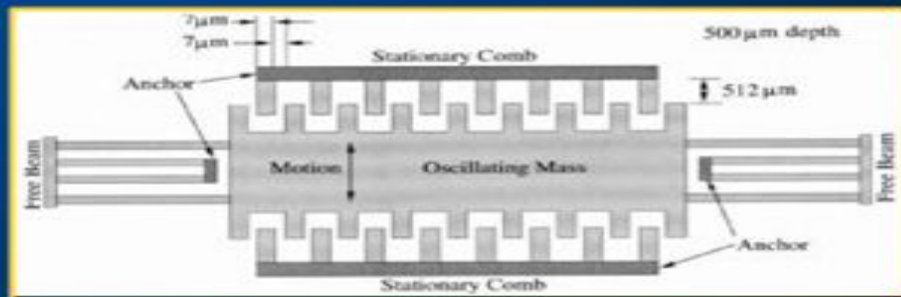 7μm
7μm
500μm depth
Stationary Comb
Anchor
512μm
Free Beam
Motion
Oscillating Mass
Free Beam
Anchor
Stationary Comb